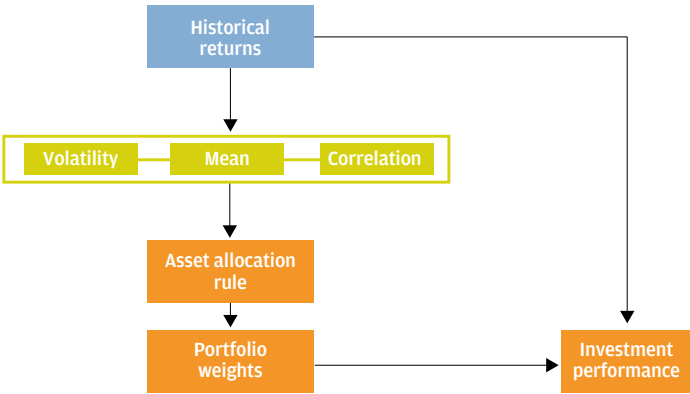 Historical
returns
Volatility
Mean
Correlation
Asset allocation
rule
Portfolio
weights
Investment
performance